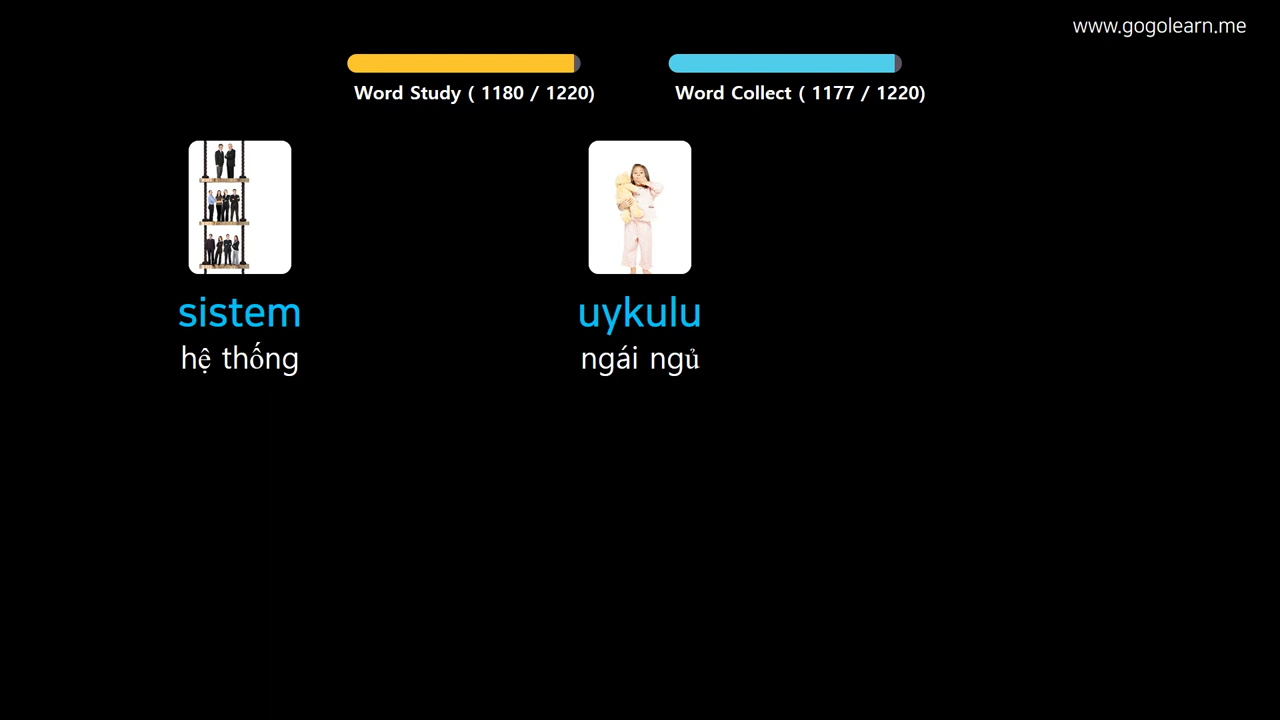 www.gogolearn.me
Word Study ( 1180 / 1220)
Word Collect ( 1177 / 1220)
sistem
hệ thống
uykulu
ngái ngủ